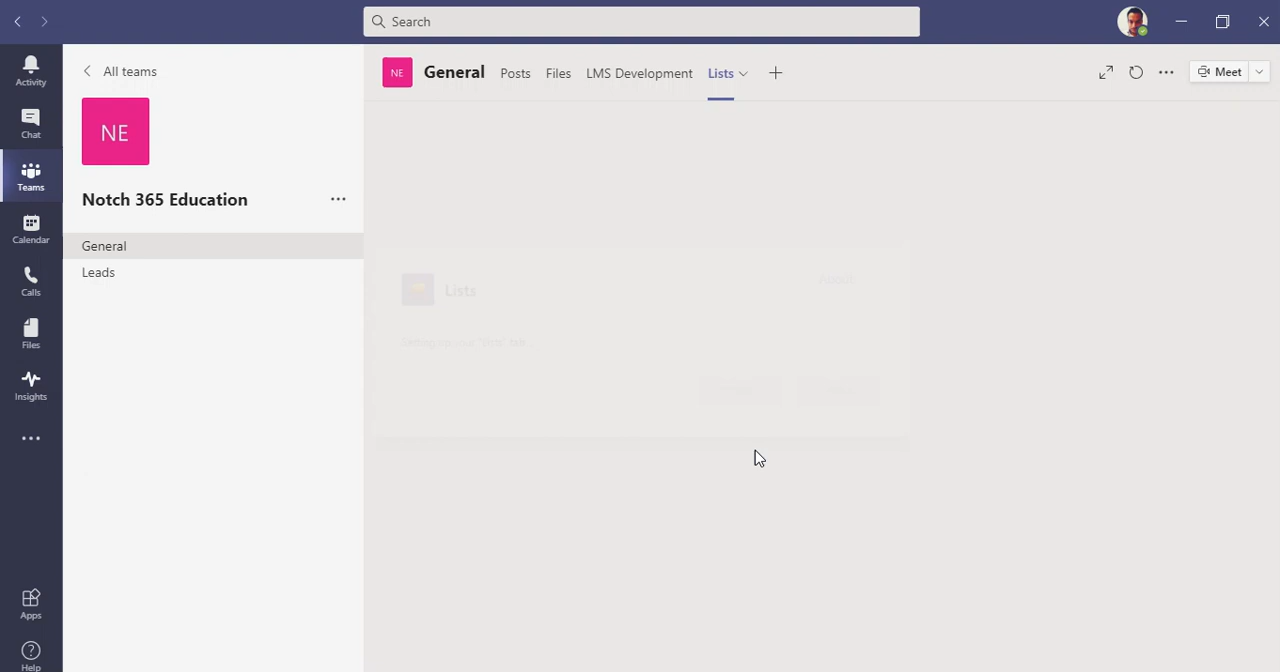 Search
Activity
Chat
Teams
Calendar
Calls
Files
Insights
Apps
Help
All teams
NE
Notch 365 Education
General
Leads
NE General Posts Files LMS Development Lists Meet
Lists